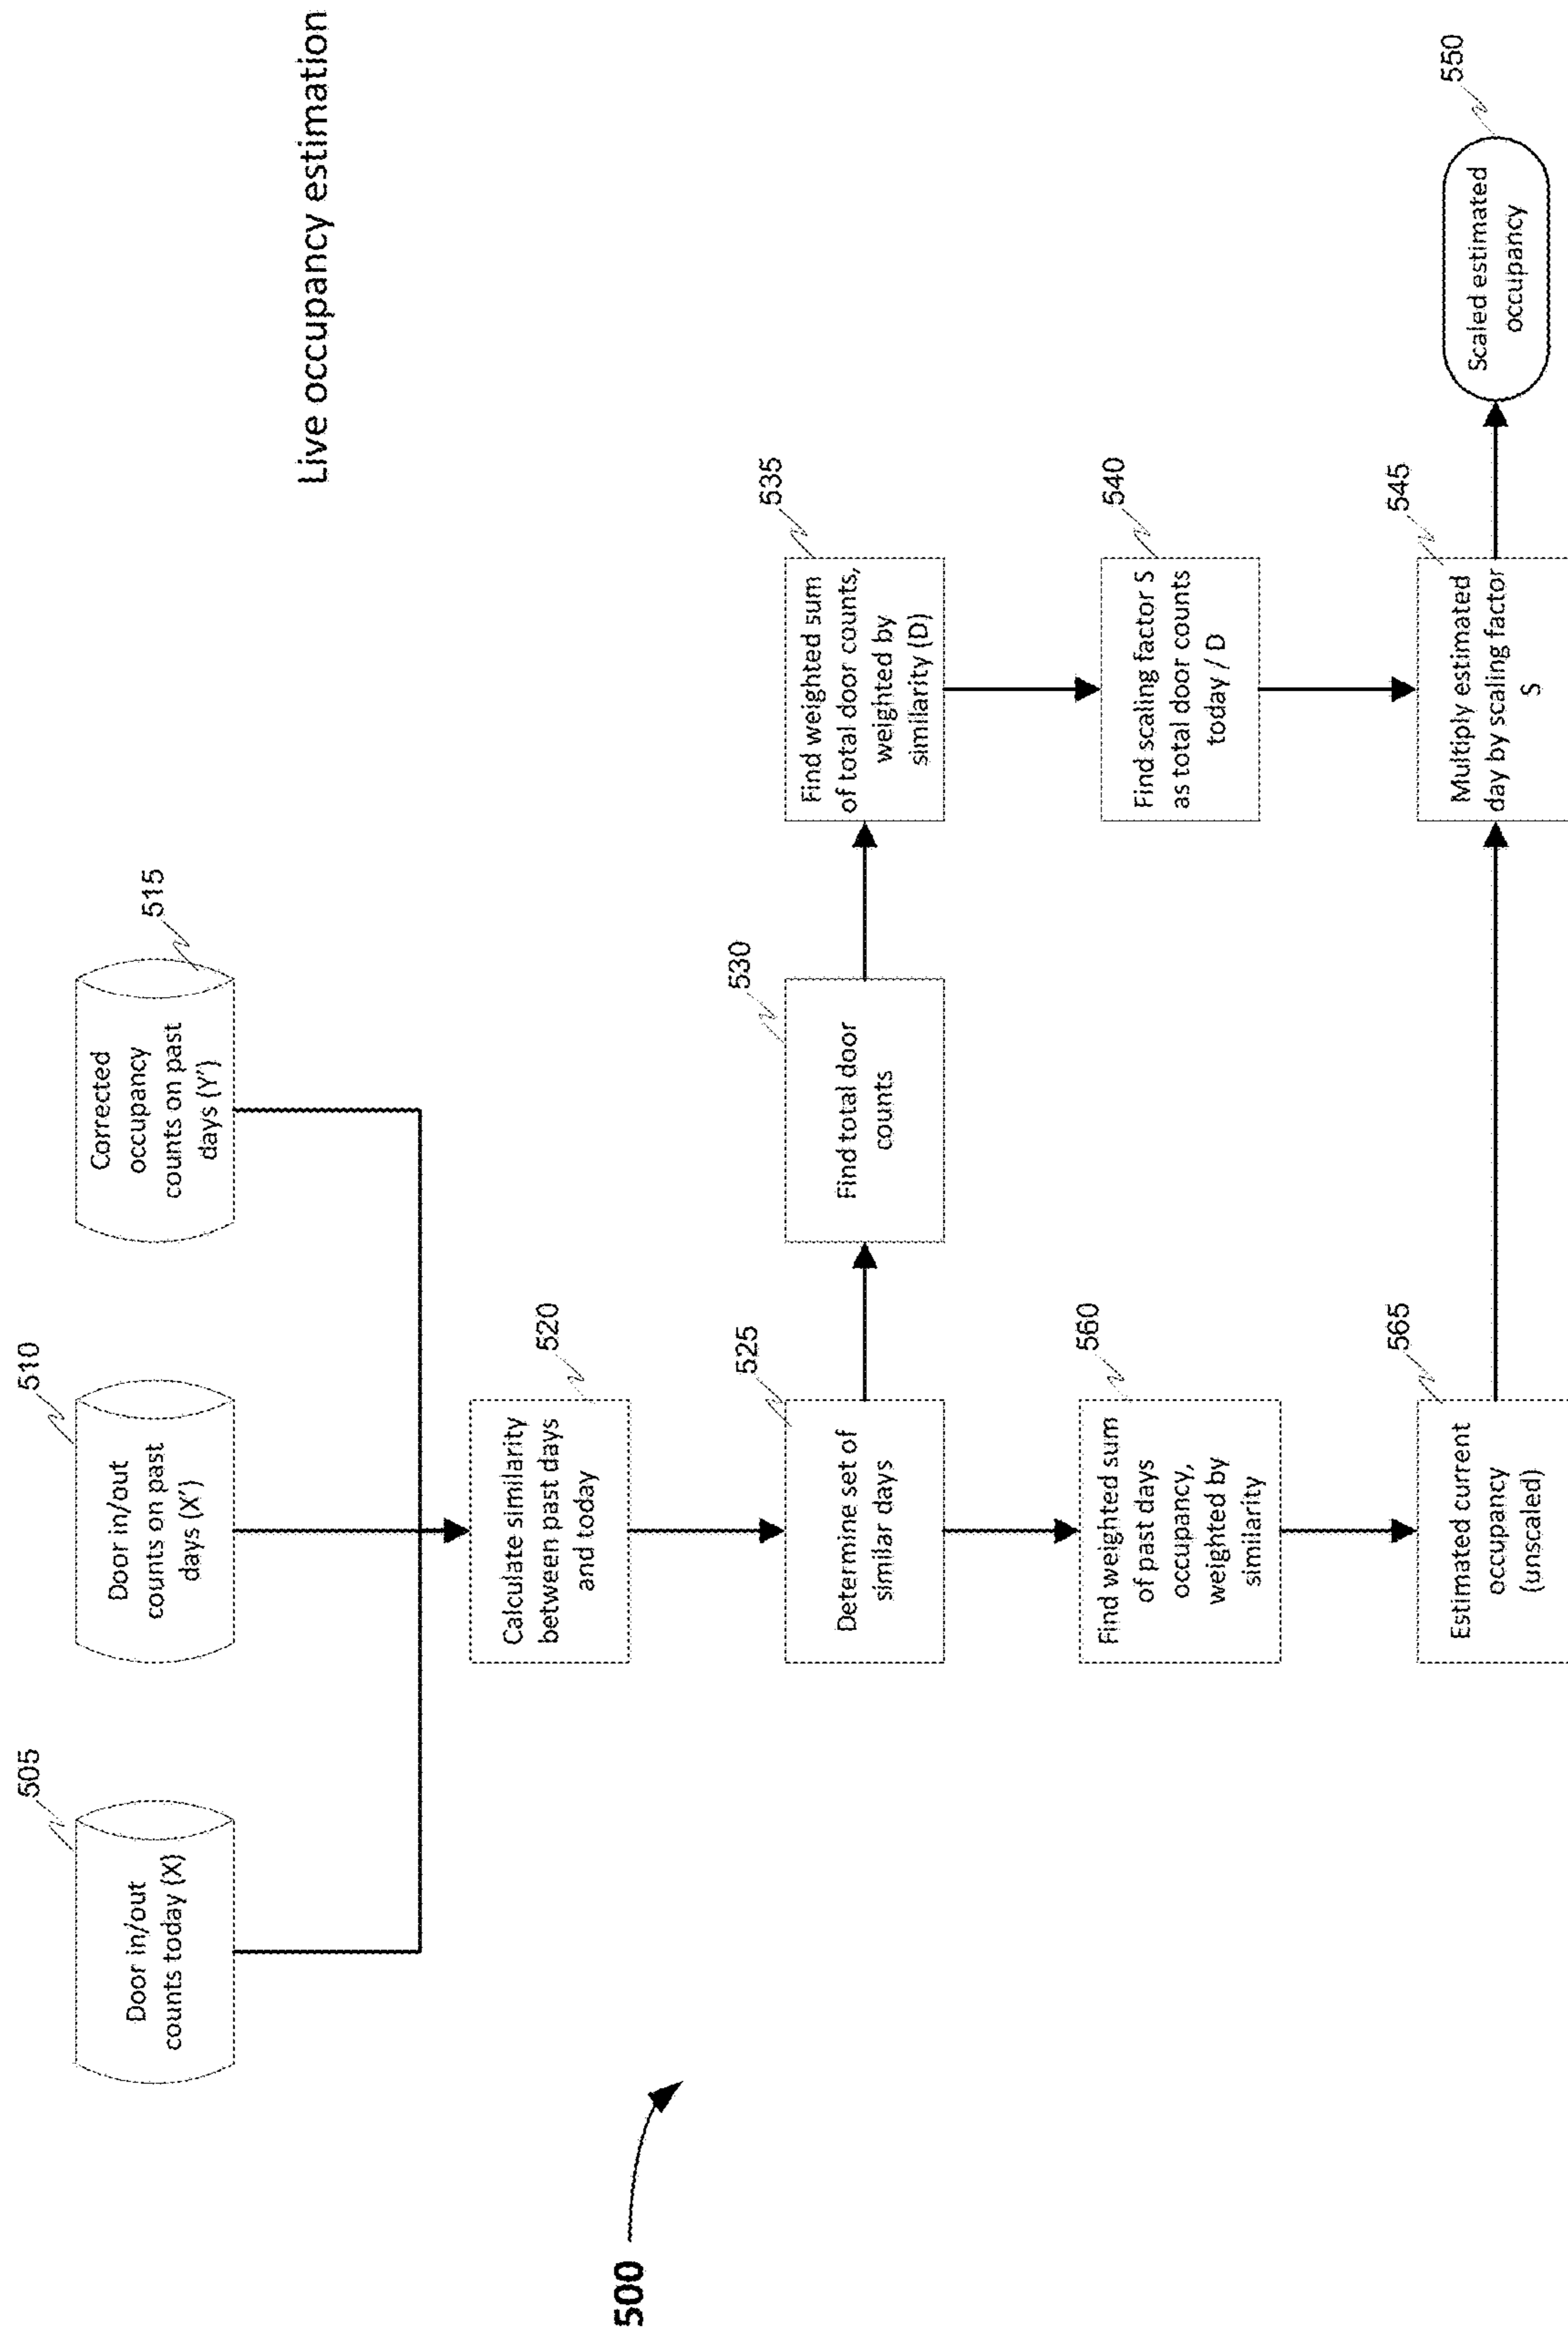 Live occupancy estimation
505
Door in/out
counts today (X)
510
Door in/out
counts on past
days (X')
515
Corrected
occupancy
counts on past
days (Y')
520
Calculate similarity
between past days
and today
525
Determine set of
similar days
530
Find total door
counts
535
Find weighted sum
of total door counts,
weighted by
similarity (D)
560
Find weighted sum
of past days
occupancy,
weighted by
similarity
540
Find scaling factor S
as total door counts
today / D
565
Estimated current
occupancy
(unscaled)
545
Multiply estimated
day by scaling factor
S
550
Scaled estimated
occupancy
500